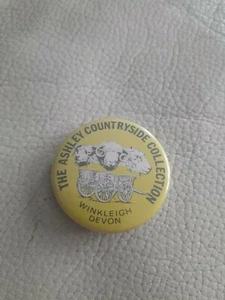 THE ASHLEY COUNTRYSIDE COLLECTION
WINKLEIGH
DEVON